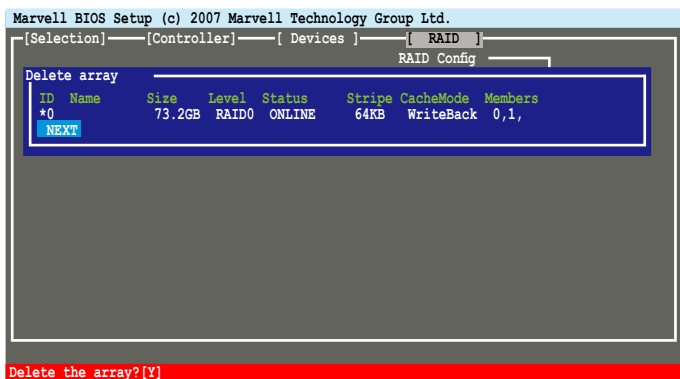 Marvell BIOS Setup (c) 2007 Marvell Technology Group Ltd.
[Selection] [Controller] [ Devices ] [ RAID ]
RAID Config
Delete array
ID Name Size Level Status Stripe CacheMode Members
*0 73.2GB RAID0 ONLINE 64KB WriteBack 0,1,
NEXT
Delete the array?[Y]